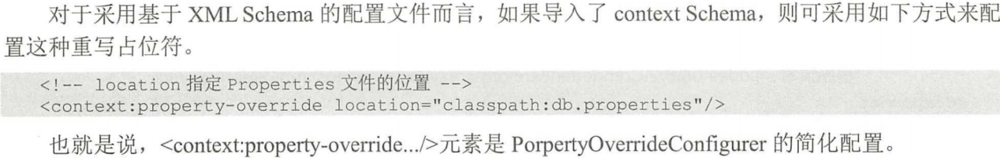 对于采用基于 XML Schema 的配置文件而言，如果导入了 context Schema，则可采用如下方式来配
置这种重写占位符。
<!-- location 指定 Properties 文件的位置 -->
<context:property-override location="classpath:db.properties"/>
也就是说，<context:property-override.../>元素是 PorpertyOverrideConfigurer 的简化配置。